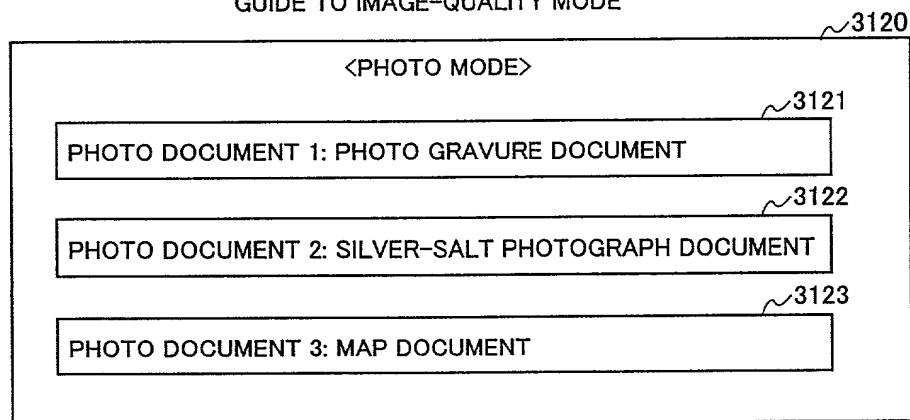 GUIDE TO IMAGE-QUALITY MODE
3120
<PHOTO MODE>
3121
PHOTO DOCUMENT 1: PHOTO GRAVURE DOCUMENT
3122
PHOTO DOCUMENT 2: SILVER-SALT PHOTOGRAPH DOCUMENT
3123
PHOTO DOCUMENT 3: MAP DOCUMENT